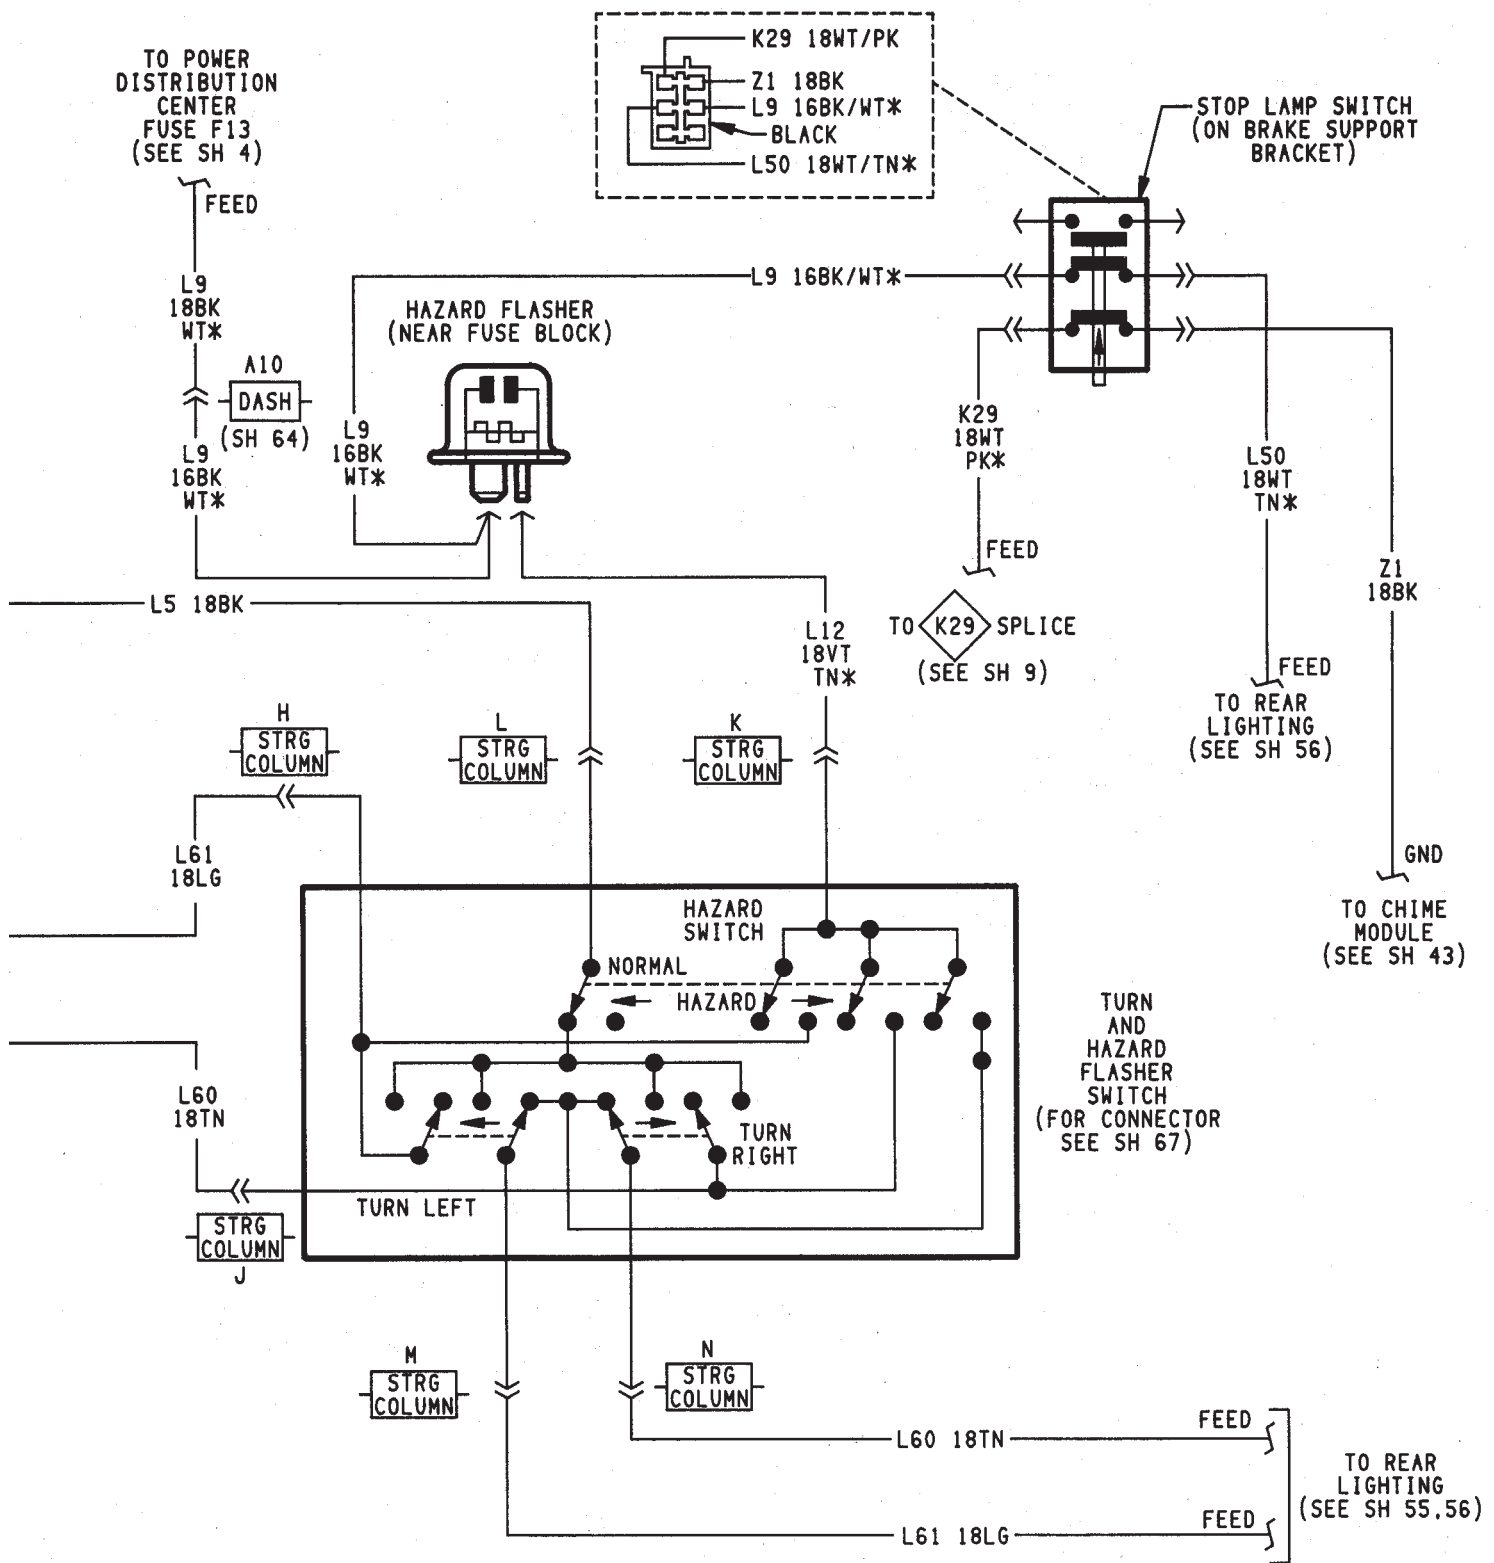 TO POWER
DISTRIBUTION
CENTER
FUSE F13
(SEE SH 4)
FEED
K29 18WT/PK
Z1 18BK
L9 16BK/WT*
BLACK
L50 18WT/TN*
STOP LAMP SWITCH
(ON BRAKE SUPPORT
BRACKET)
L9
18BK
WT*
L9 16BK/WT*
HAZARD FLASHER
(NEAR FUSE BLOCK)
A10
DASH
(SH 64)
L9
16BK
WT*
L9
16BK
WT*
K29
18WT
PK*
L50
18WT
TN*
FEED
Z1
18BK
L5 18BK
L12
18VT
TN*
TO K29 SPLICE
(SEE SH 9)
FEED
TO REAR
LIGHTING
(SEE SH 56)
H
STRG
COLUMN
L
STRG
COLUMN
K
STRG
COLUMN
L61
18LG
GND
TO CHIME
MODULE
(SEE SH 43)
HAZARD
SWITCH
NORMAL
HAZARD
TURN
AND
HAZARD
FLASHER
SWITCH
(FOR CONNECTOR
SEE SH 67)
L60
18TN
TURN
RIGHT
TURN LEFT
STRG
COLUMN
J
M
STRG
COLUMN
N
STRG
COLUMN
L60 18TN
FEED
L61 18LG
FEED
TO REAR
LIGHTING
(SEE SH 55,56)